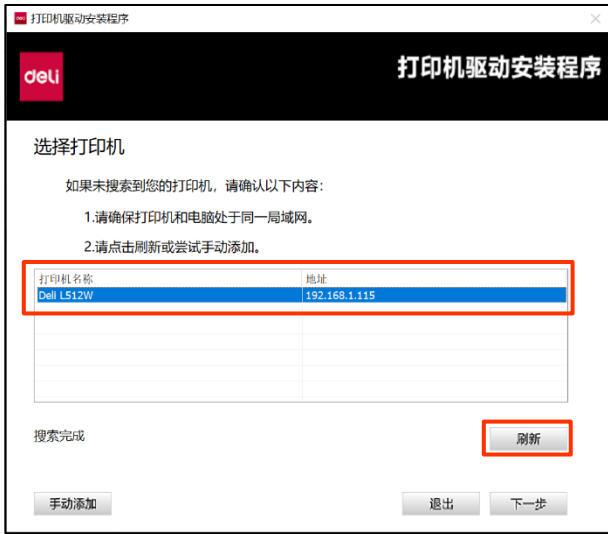 打印机驱动安装程序
deli
打印机驱动安装程序
选择打印机
如果未搜索到您的打印机，请确认以下内容：
1.请确保打印机和电脑处于同一局域网。
2.请点击刷新或尝试手动添加。
打印机名称 地址
Deli L512W 192.168.1.115
搜索完成 刷新
手动添加 退出 下一步